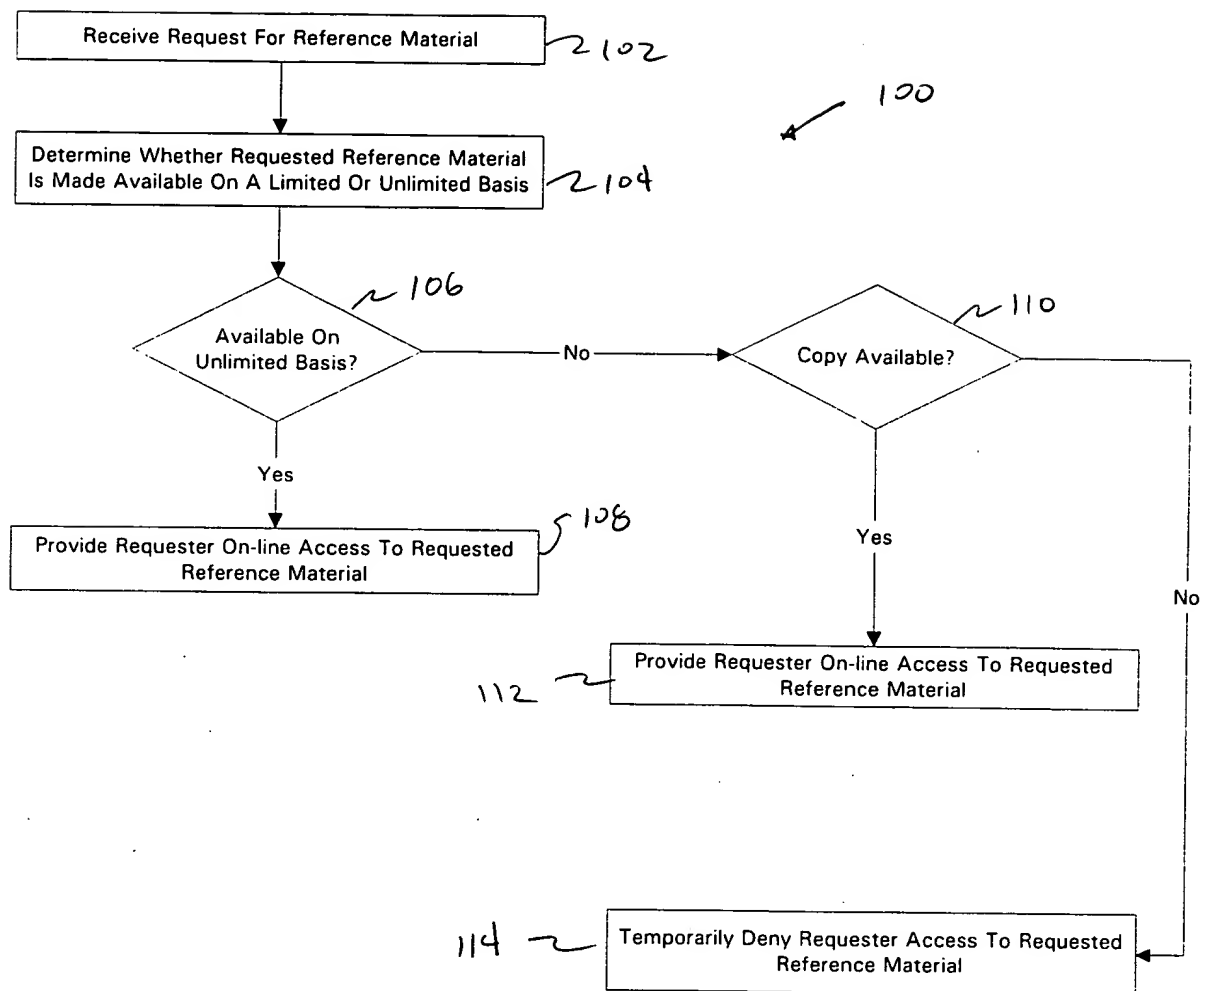 Receive Request For Reference Material
102
100
Determine Whether Requested Reference Material
Is Made Available On A Limited Or Unlimited Basis
104
106
Available On
Unlimited Basis?
No
110
Copy Available?
Yes
108
Provide Requester On-line Access To Requested
Reference Material
Yes
No
Provide Requester On-line Access To Requested
Reference Material
112
114
Temporarily Deny Requester Access To Requested
Reference Material